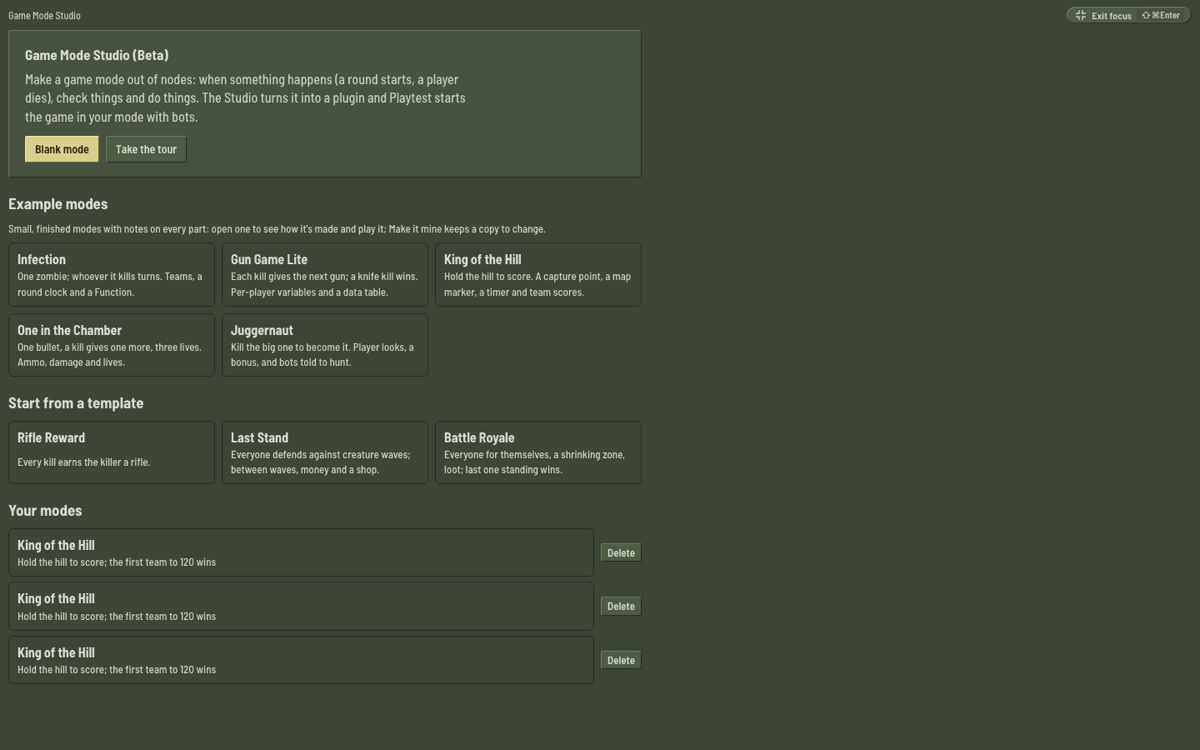 Game Mode Studio
Exit focus ⇧⌘Enter
Game Mode Studio (Beta)
Make a game mode out of nodes: when something happens (a round starts, a player
dies), check things and do things. The Studio turns it into a plugin and Playtest starts
the game in your mode with bots.
Blank mode
Take the tour
Example modes
Small, finished modes with notes on every part: open one to see how it's made and play it; Make it mine keeps a copy to change.
Infection
One zombie; whoever it kills turns. Teams, a
round clock and a Function.
Gun Game Lite
Each kill gives the next gun; a knife kill wins.
Per-player variables and a data table.
King of the Hill
Hold the hill to score. A capture point, a map
marker, a timer and team scores.
One in the Chamber
One bullet, a kill gives one more, three lives.
Ammo, damage and lives.
Juggernaut
Kill the big one to become it. Player looks, a
bonus, and bots told to hunt.
Start from a template
Rifle Reward
Every kill earns the killer a rifle.
Last Stand
Everyone defends against creature waves;
between waves, money and a shop.
Battle Royale
Everyone for themselves, a shrinking zone,
loot; last one standing wins.
Your modes
King of the Hill
Hold the hill to score; the first team to 120 wins
Delete
King of the Hill
Hold the hill to score; the first team to 120 wins
Delete
King of the Hill
Hold the hill to score; the first team to 120 wins
Delete